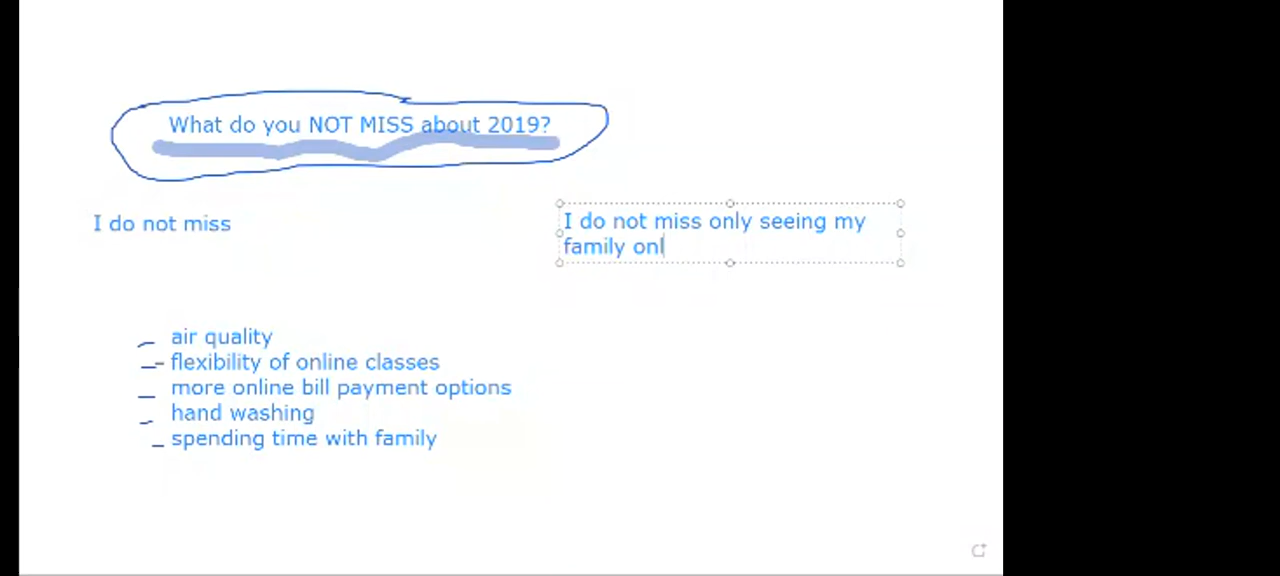 What do you NOT MISS about 2019?
I do not miss
I do not miss only seeing my
family onl
air quality
flexibility of online classes
more online bill payment options
hand washing
spending time with family